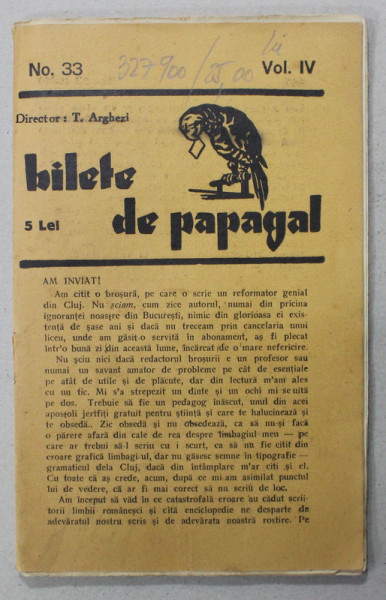 327900/25,00 Lei
No. 33 Vol. IV
Director: T. Arghezi
bilete
5 Lei de papagal
AM INVIAT!
Am citit o broșură, pe care o scrie un reformator genial
din Cluj. Nu șciam, cum zice autorul, numai din pricina
ignoranței noastre din București, nimic din glorioasa ei exis-
tență de șase ani și dacă nu treceam prin cancelaria unui
liceu, unde am găsit-o servită în abonament, aș fi plecat
într'o bună zi din această lume, încărcat de o mare nefericire.
Nu șciu nici dacă redactorul broșurii e un profesor sau
numai un savant amator de probleme pe cât de esențiale
pe atât de utile și de plăcute, dar din lectură m'am ales
cu un tic. Mi s'a strepezit un dinte și un ochi mi se uită
pe dos. Trebuie să fie un pedagog înăscut, unul din acei
apostoli jertfiți gratuit pentru știință și care te halucinează și
te obsedă. Zic obsedă și nu obsedează, ca să nu-și facă
o părere afară din cale de rea despre limbagiul meu — pe
care ar trebui să-l seriu cu i scurt, ca să nu fie citit din
eroare grafică limbagi-ul, dar nu găsesc semne în tipografie —
gramaticul dela Cluj, dacă din întâmplare m'ar citi și el.
Cu toate că aș crede, acum, după ce mi-am asimilat punctul
lui de vedere, că ar fi mai corect să nu scriu de loc.
Am început să văd în ce catastrofală eroare au căzut scrii-
torii limbii românești și câtă enciclopedie ne desparte de
adevăratul nostru scris și de adevărata noastră rostire. Pe